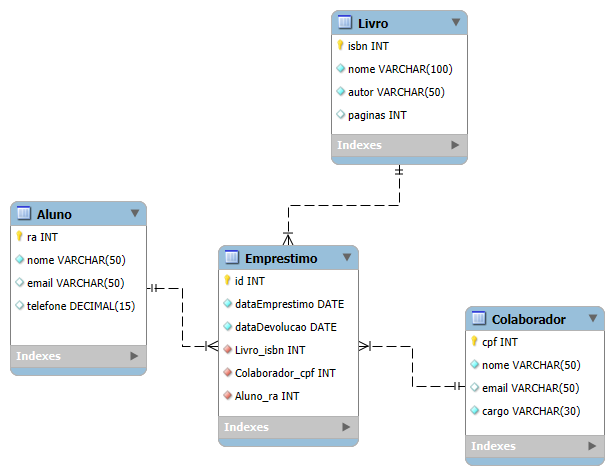 Livro
isbn INT
nome VARCHAR(100)
autor VARCHAR(50)
paginas INT
Indexes
Aluno
ra INT
nome VARCHAR(50)
email VARCHAR(50)
telefone DECIMAL(15)
Indexes
Emprestimo
id INT
dataEmprestimo DATE
dataDevolucao DATE
Livro_isbn INT
Colaborador_cpf INT
Aluno_ra INT
Indexes
Colaborador
cpf INT
nome VARCHAR(50)
email VARCHAR(50)
cargo VARCHAR(30)
Indexes